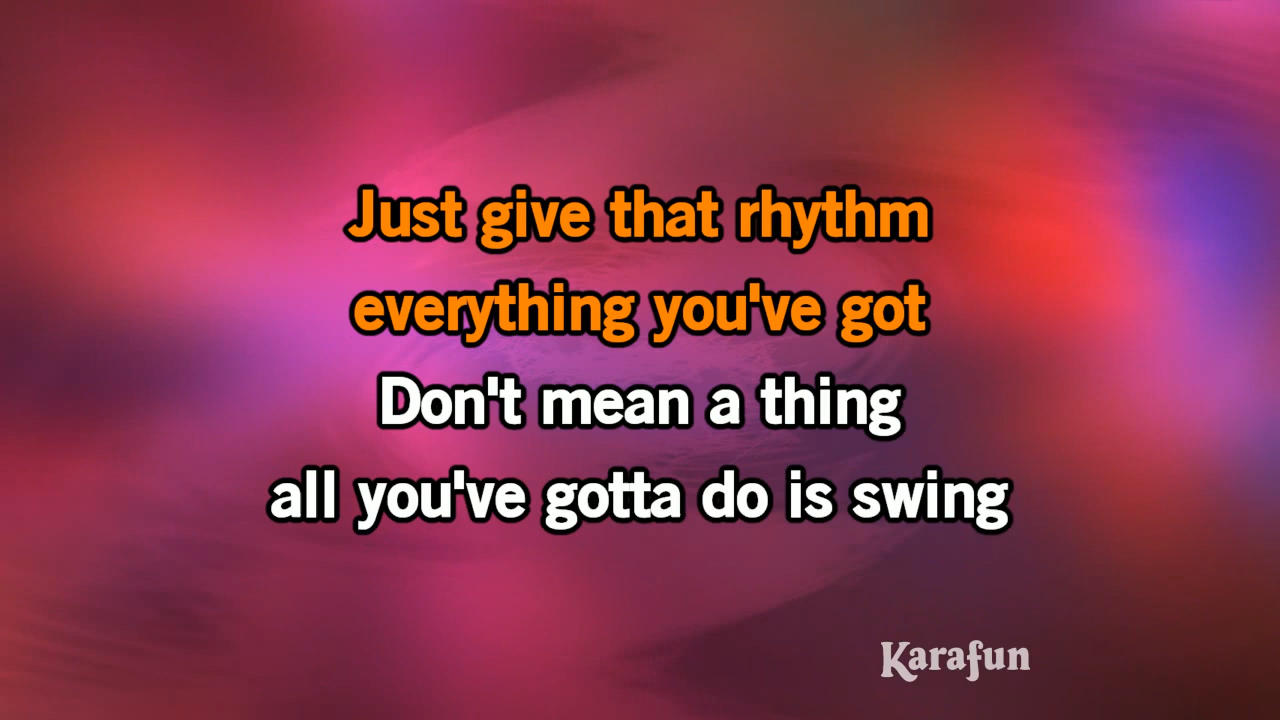 Just give that rhythm
everything you've got
Don't mean a thing
all you've gotta do is swing
Karafun